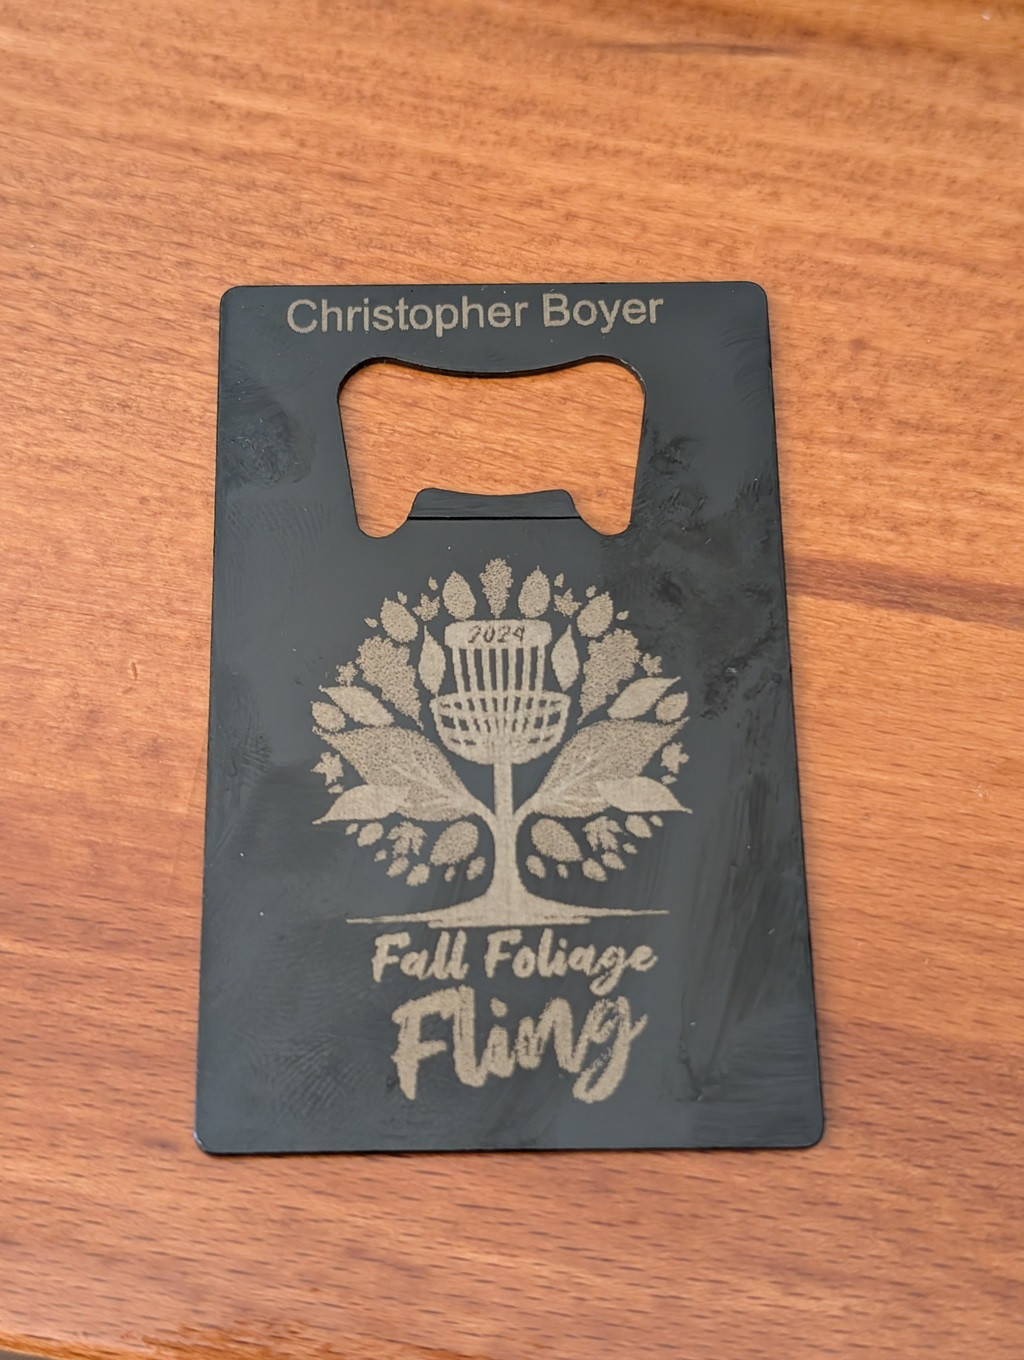 Christopher Boyer
2024
Fall Foliage
Fling